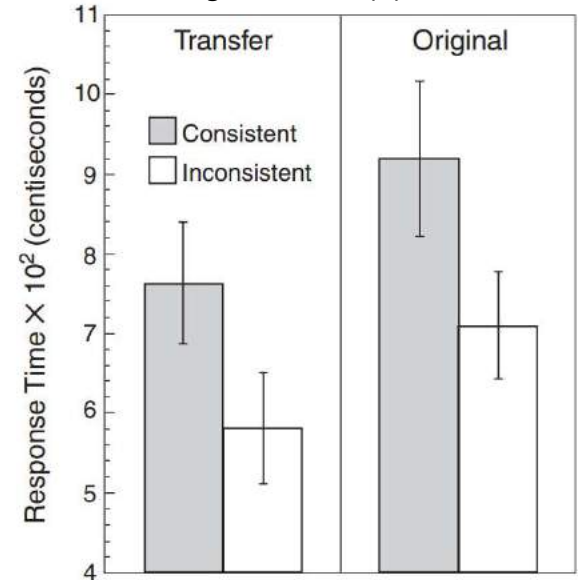 Transfer
Original
Consistent
Inconsistent
Response Time × 10² (centiseconds)
11
10
9
8
7
6
5
4